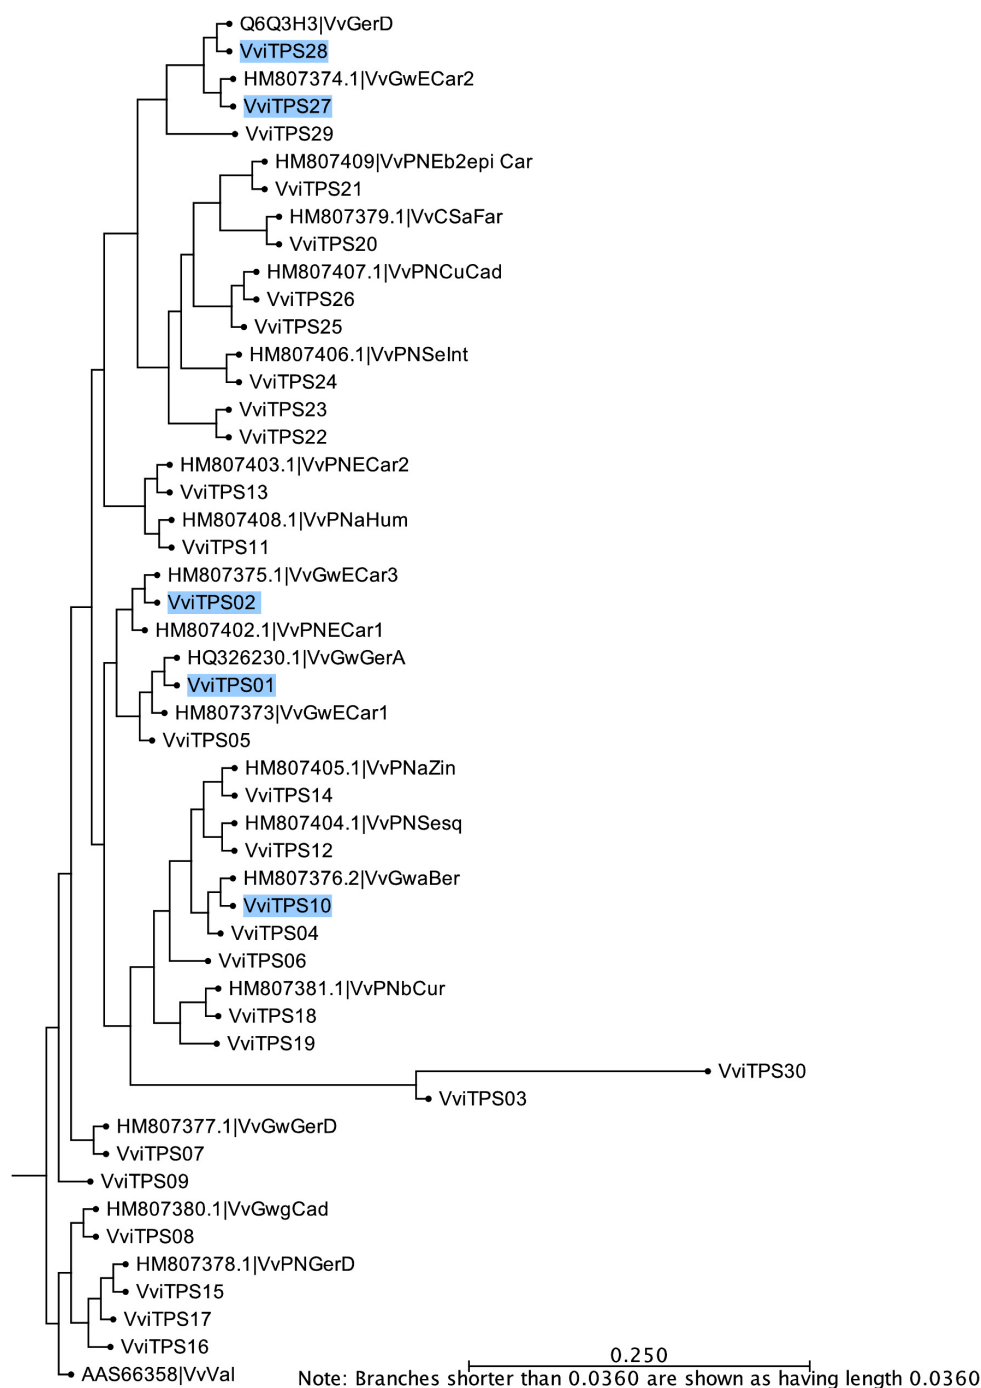 Q6Q3H3|VvGerD
VviTPS28
HM807374.1|VvGwECar2
VviTPS27
VviTPS29
HM807409|VvPNEb2epi Car
VviTPS21
HM807379.1|VvCSaFar
VviTPS20
HM807407.1|VvPNCuCad
VviTPS26
VviTPS25
HM807406.1|VvPNSeInt
VviTPS24
VviTPS23
VviTPS22
HM807403.1|VvPNECar2
VviTPS13
HM807408.1|VvPNaHum
VviTPS11
HM807375.1|VvGwECar3
VviTPS02
HM807402.1|VvPNECar1
HQ326230.1|VvGwGerA
VviTPS01
HM807373|VvGwECar1
VviTPS05
HM807405.1|VvPNaZin
VviTPS14
HM807404.1|VvPNSesq
VviTPS12
HM807376.2|VvGwaBer
VviTPS10
VviTPS04
VviTPS06
HM807381.1|VvPNbCur
VviTPS18
VviTPS19
VviTPS30
VviTPS03
HM807377.1|VvGwGerD
VviTPS07
VviTPS09
HM807380.1|VvGwgCad
VviTPS08
HM807378.1|VvPNGerD
VviTPS15
VviTPS17
VviTPS16
AAS66358|VvVal
0.250
Note: Branches shorter than 0.0360 are shown as having length 0.0360